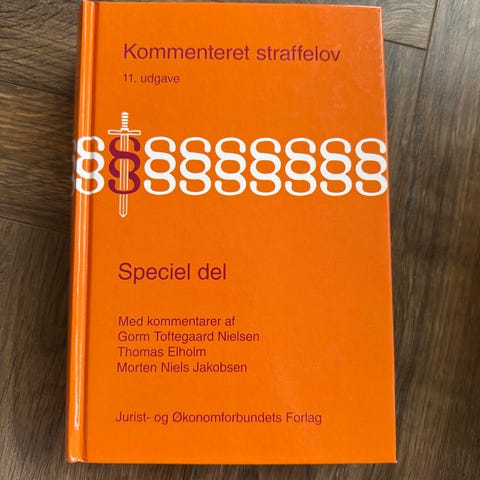 Kommenteret straffelov
11. udgave
§§§§§§§§§
Speciel del
Med kommentarer af
Gorm Toftegaard Nielsen
Thomas Elholm
Morten Niels Jakobsen
Jurist- og Økonomforbundets Forlag